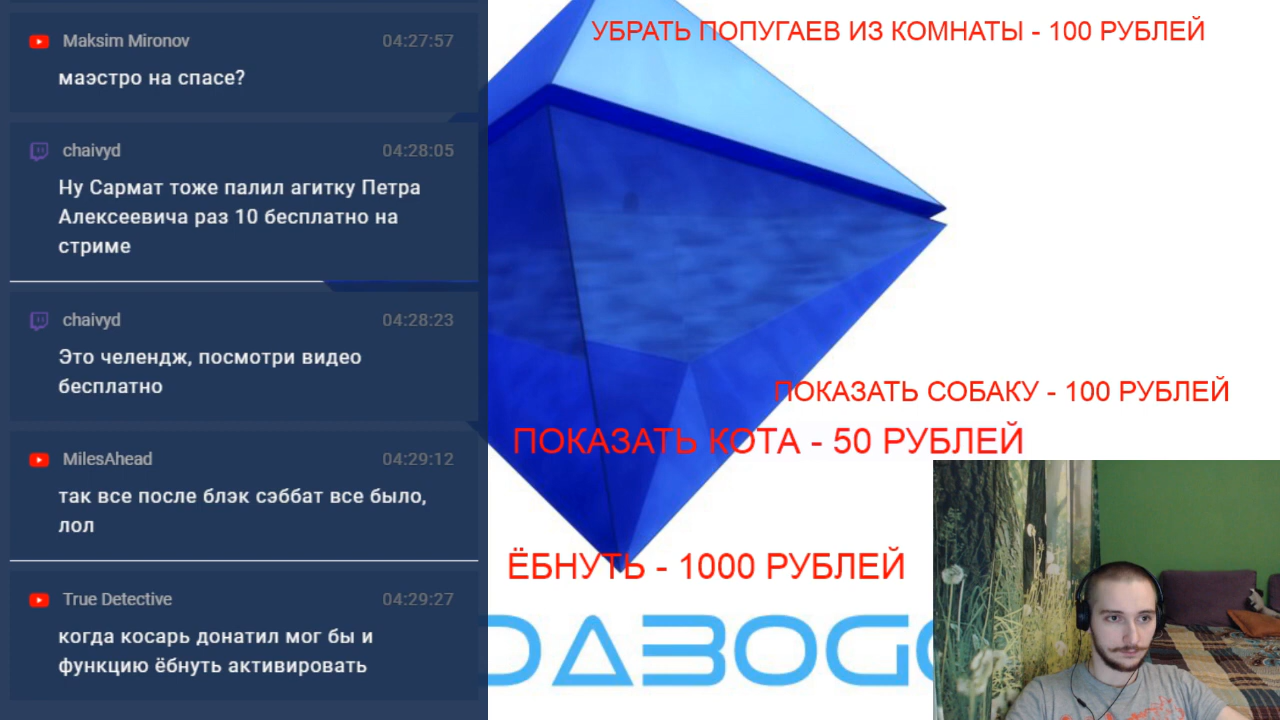 Maksim Mironov 04:27:57
маэстро на спасе?
chaivyd 04:28:05
Ну Сармат тоже палил агитку Петра
Алексеевича раз 10 бесплатно на
стриме
chaivyd 04:28:23
Это челендж, посмотри видео
бесплатно
MilesAhead 04:29:12
так все после блэк сэббат все было,
лол
True Detective 04:29:27
когда косарь донатил мог бы и
функцию ёбнуть активировать
УБРАТЬ ПОПУГАЕВ ИЗ КОМНАТЫ - 100 РУБЛЕЙ
ПОКАЗАТЬ СОБАКУ - 100 РУБЛЕЙ
ПОКАЗАТЬ КОТА - 50 РУБЛЕЙ
ЁБНУТЬ - 1000 РУБЛЕЙ